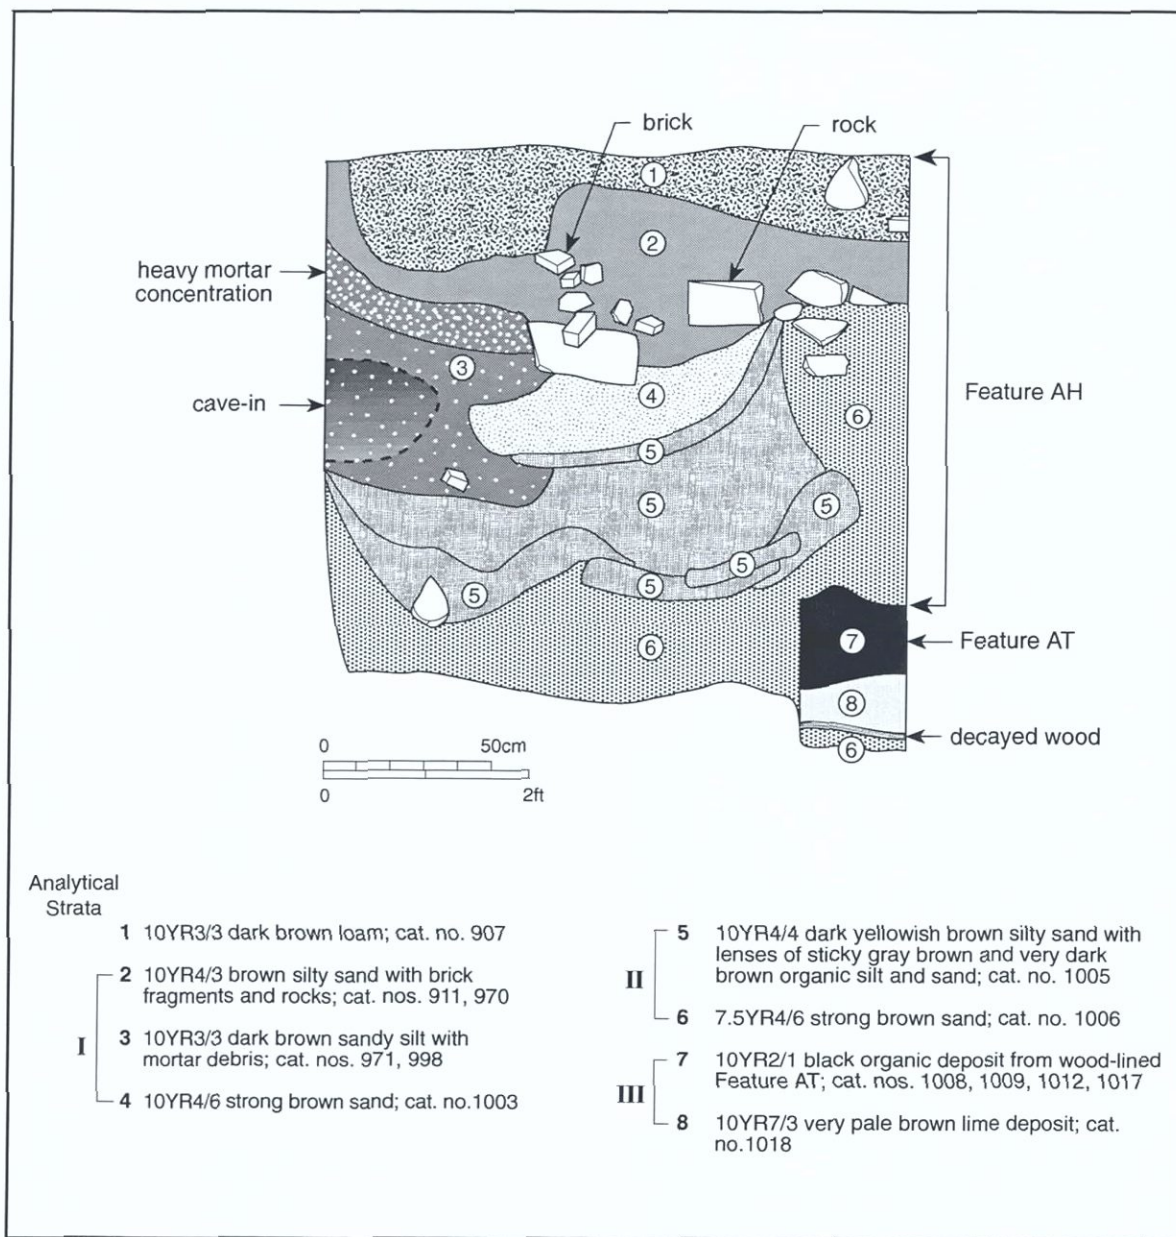 brick
rock
1
2
heavy mortar
concentration
3
cave-in
4
Feature AH
6
5
5
5
5
5
5
6
7
Feature AT
8
decayed wood
6
0 50cm
0 2ft
Analytical
Strata
1 10YR3/3 dark brown loam; cat. no. 907
I
2 10YR4/3 brown silty sand with brick
fragments and rocks; cat. nos. 911, 970
3 10YR3/3 dark brown sandy silt with
mortar debris; cat. nos. 971, 998
4 10YR4/6 strong brown sand; cat. no.1003
II
5 10YR4/4 dark yellowish brown silty sand with
lenses of sticky gray brown and very dark
brown organic silt and sand; cat. no. 1005
6 7.5YR4/6 strong brown sand; cat. no. 1006
III
7 10YR2/1 black organic deposit from wood-lined
Feature AT; cat. nos. 1008, 1009, 1012, 1017
8 10YR7/3 very pale brown lime deposit; cat.
no.1018